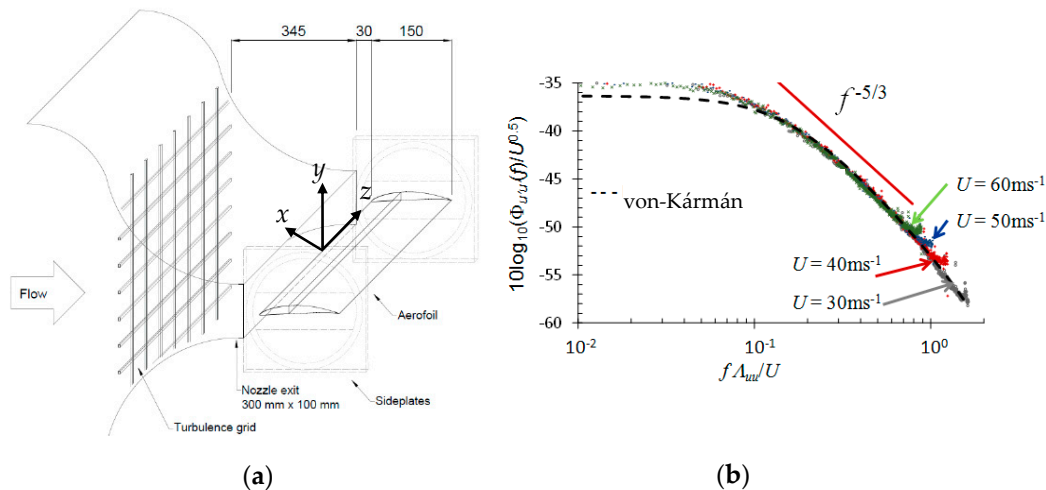 345
30
150
y
z
x
Flow
Aerofoil
Nozzle exit
300 mm x 100 mm
Sideplates
Turbulence grid
(a)
(b)
10log₁₀(Φᵤ'ᵤ'(f)/U⁰·⁵)
-35
-40
-45
-50
-55
-60
f⁻⁵/³
von-Kármán
U = 60ms⁻¹
U = 50ms⁻¹
U = 40ms⁻¹
U = 30ms⁻¹
10⁻²
10⁻¹
10⁰
f Λᵤᵤ/U